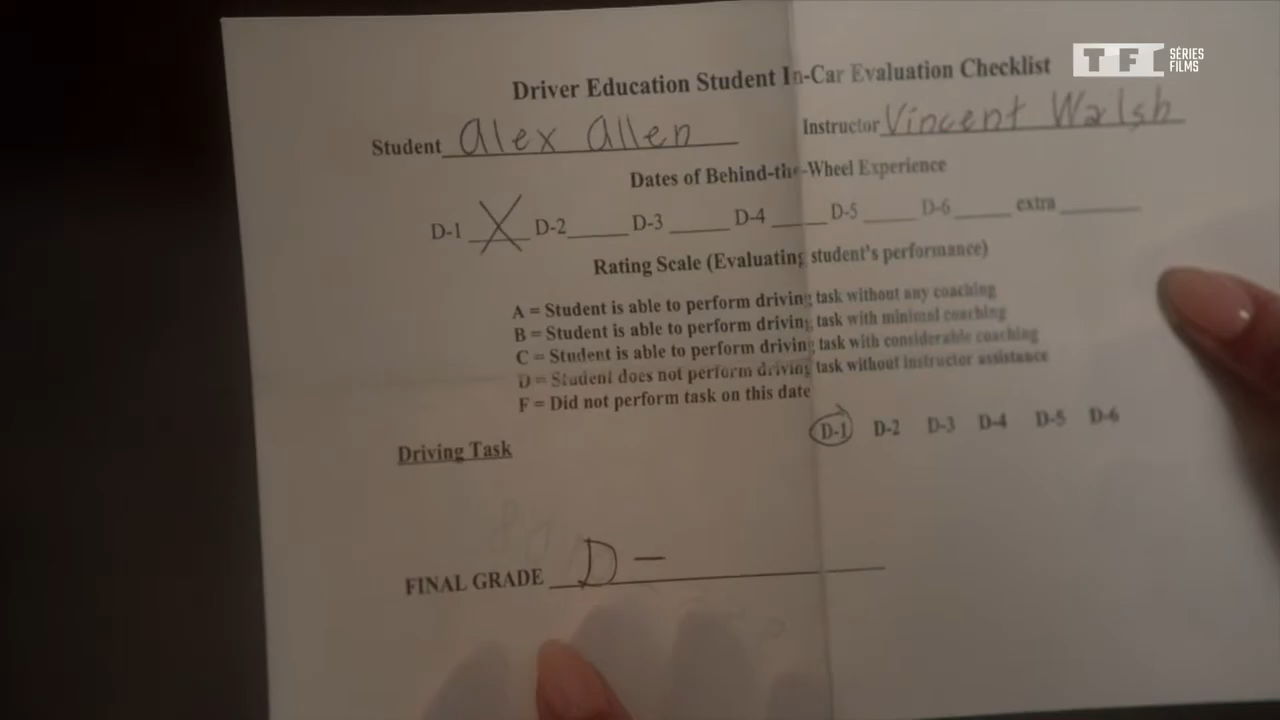 TF1 SÉRIES FILMS
Driver Education Student In-Car Evaluation Checklist
Student alex allen Instructor Vincent Walsh
Dates of Behind-the-Wheel Experience
D-1 X D-2 D-3 D-4 D-5 D-6 extra
Rating Scale (Evaluating student's performance)
A = Student is able to perform driving task without any coaching
B = Student is able to perform driving task with minimal coaching
C = Student is able to perform driving task with considerable coaching
D = Student does not perform driving task without instructor assistance
F = Did not perform task on this date
D-1 D-2 D-3 D-4 D-5 D-6
Driving Task
FINAL GRADE D -